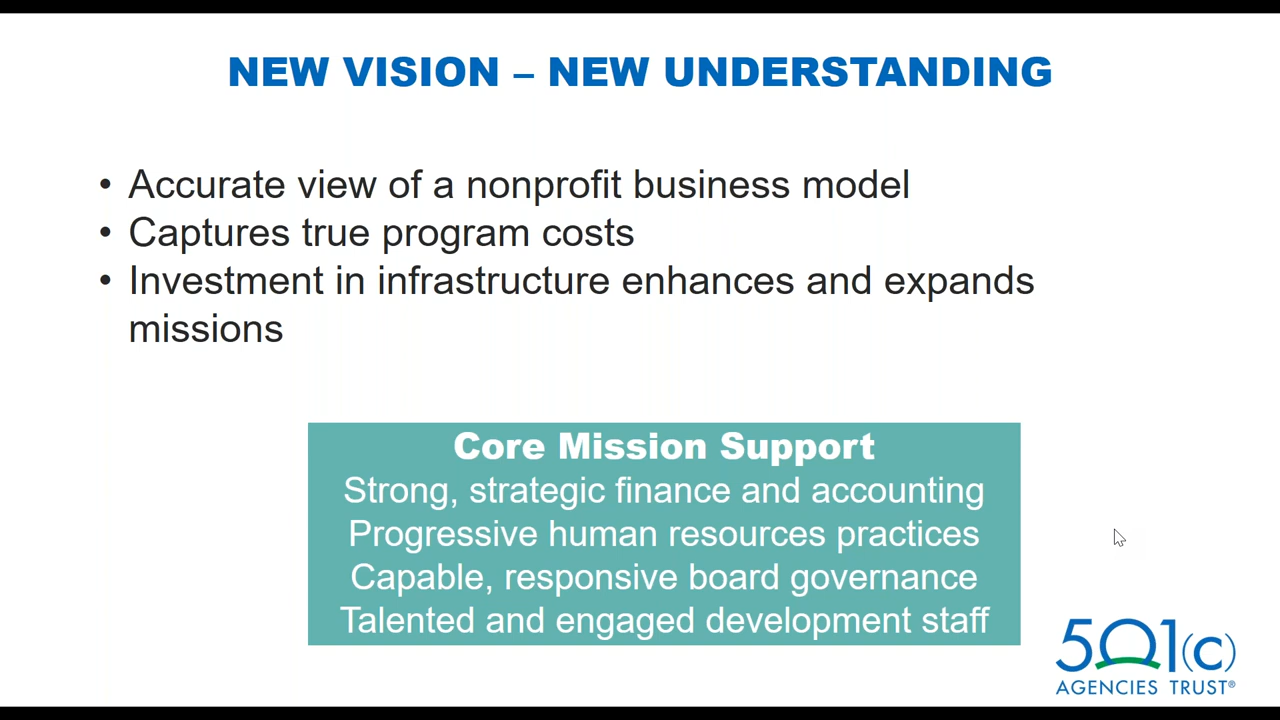 NEW VISION – NEW UNDERSTANDING
• Accurate view of a nonprofit business model
• Captures true program costs
• Investment in infrastructure enhances and expands
missions
Core Mission Support
Strong, strategic finance and accounting
Progressive human resources practices
Capable, responsive board governance
Talented and engaged development staff
501(c)
AGENCIES TRUST®